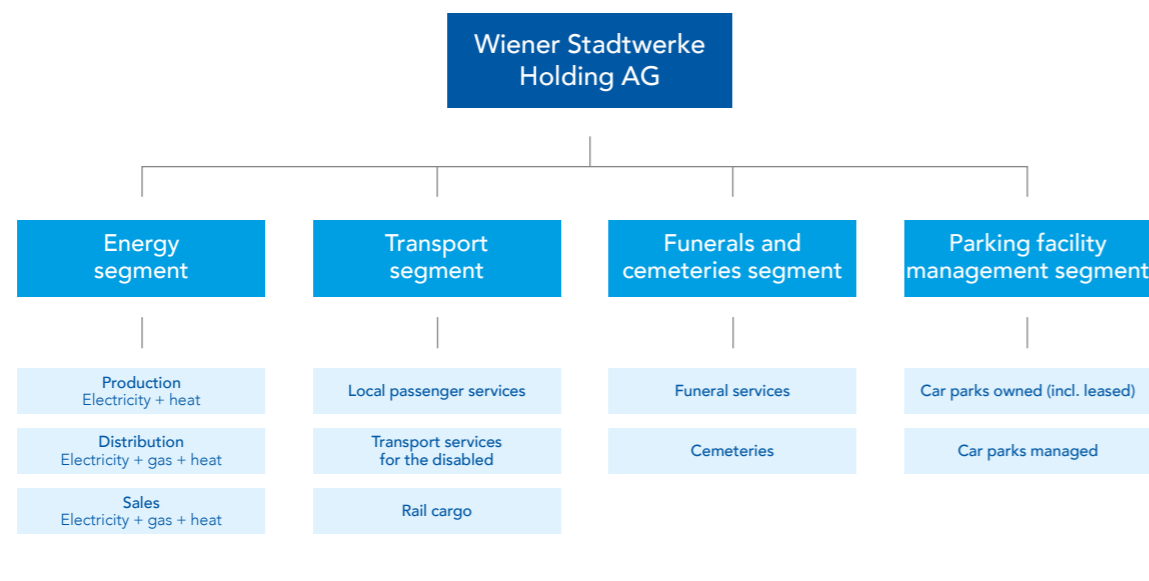 Wiener Stadtwerke
Holding AG
Energy
segment
Transport
segment
Funerals and
cemeteries segment
Parking facility
management segment
Production
Electricity + heat
Distribution
Electricity + gas + heat
Sales
Electricity + gas + heat
Local passenger services
Transport services
for the disabled
Rail cargo
Funeral services
Cemeteries
Car parks owned (incl. leased)
Car parks managed